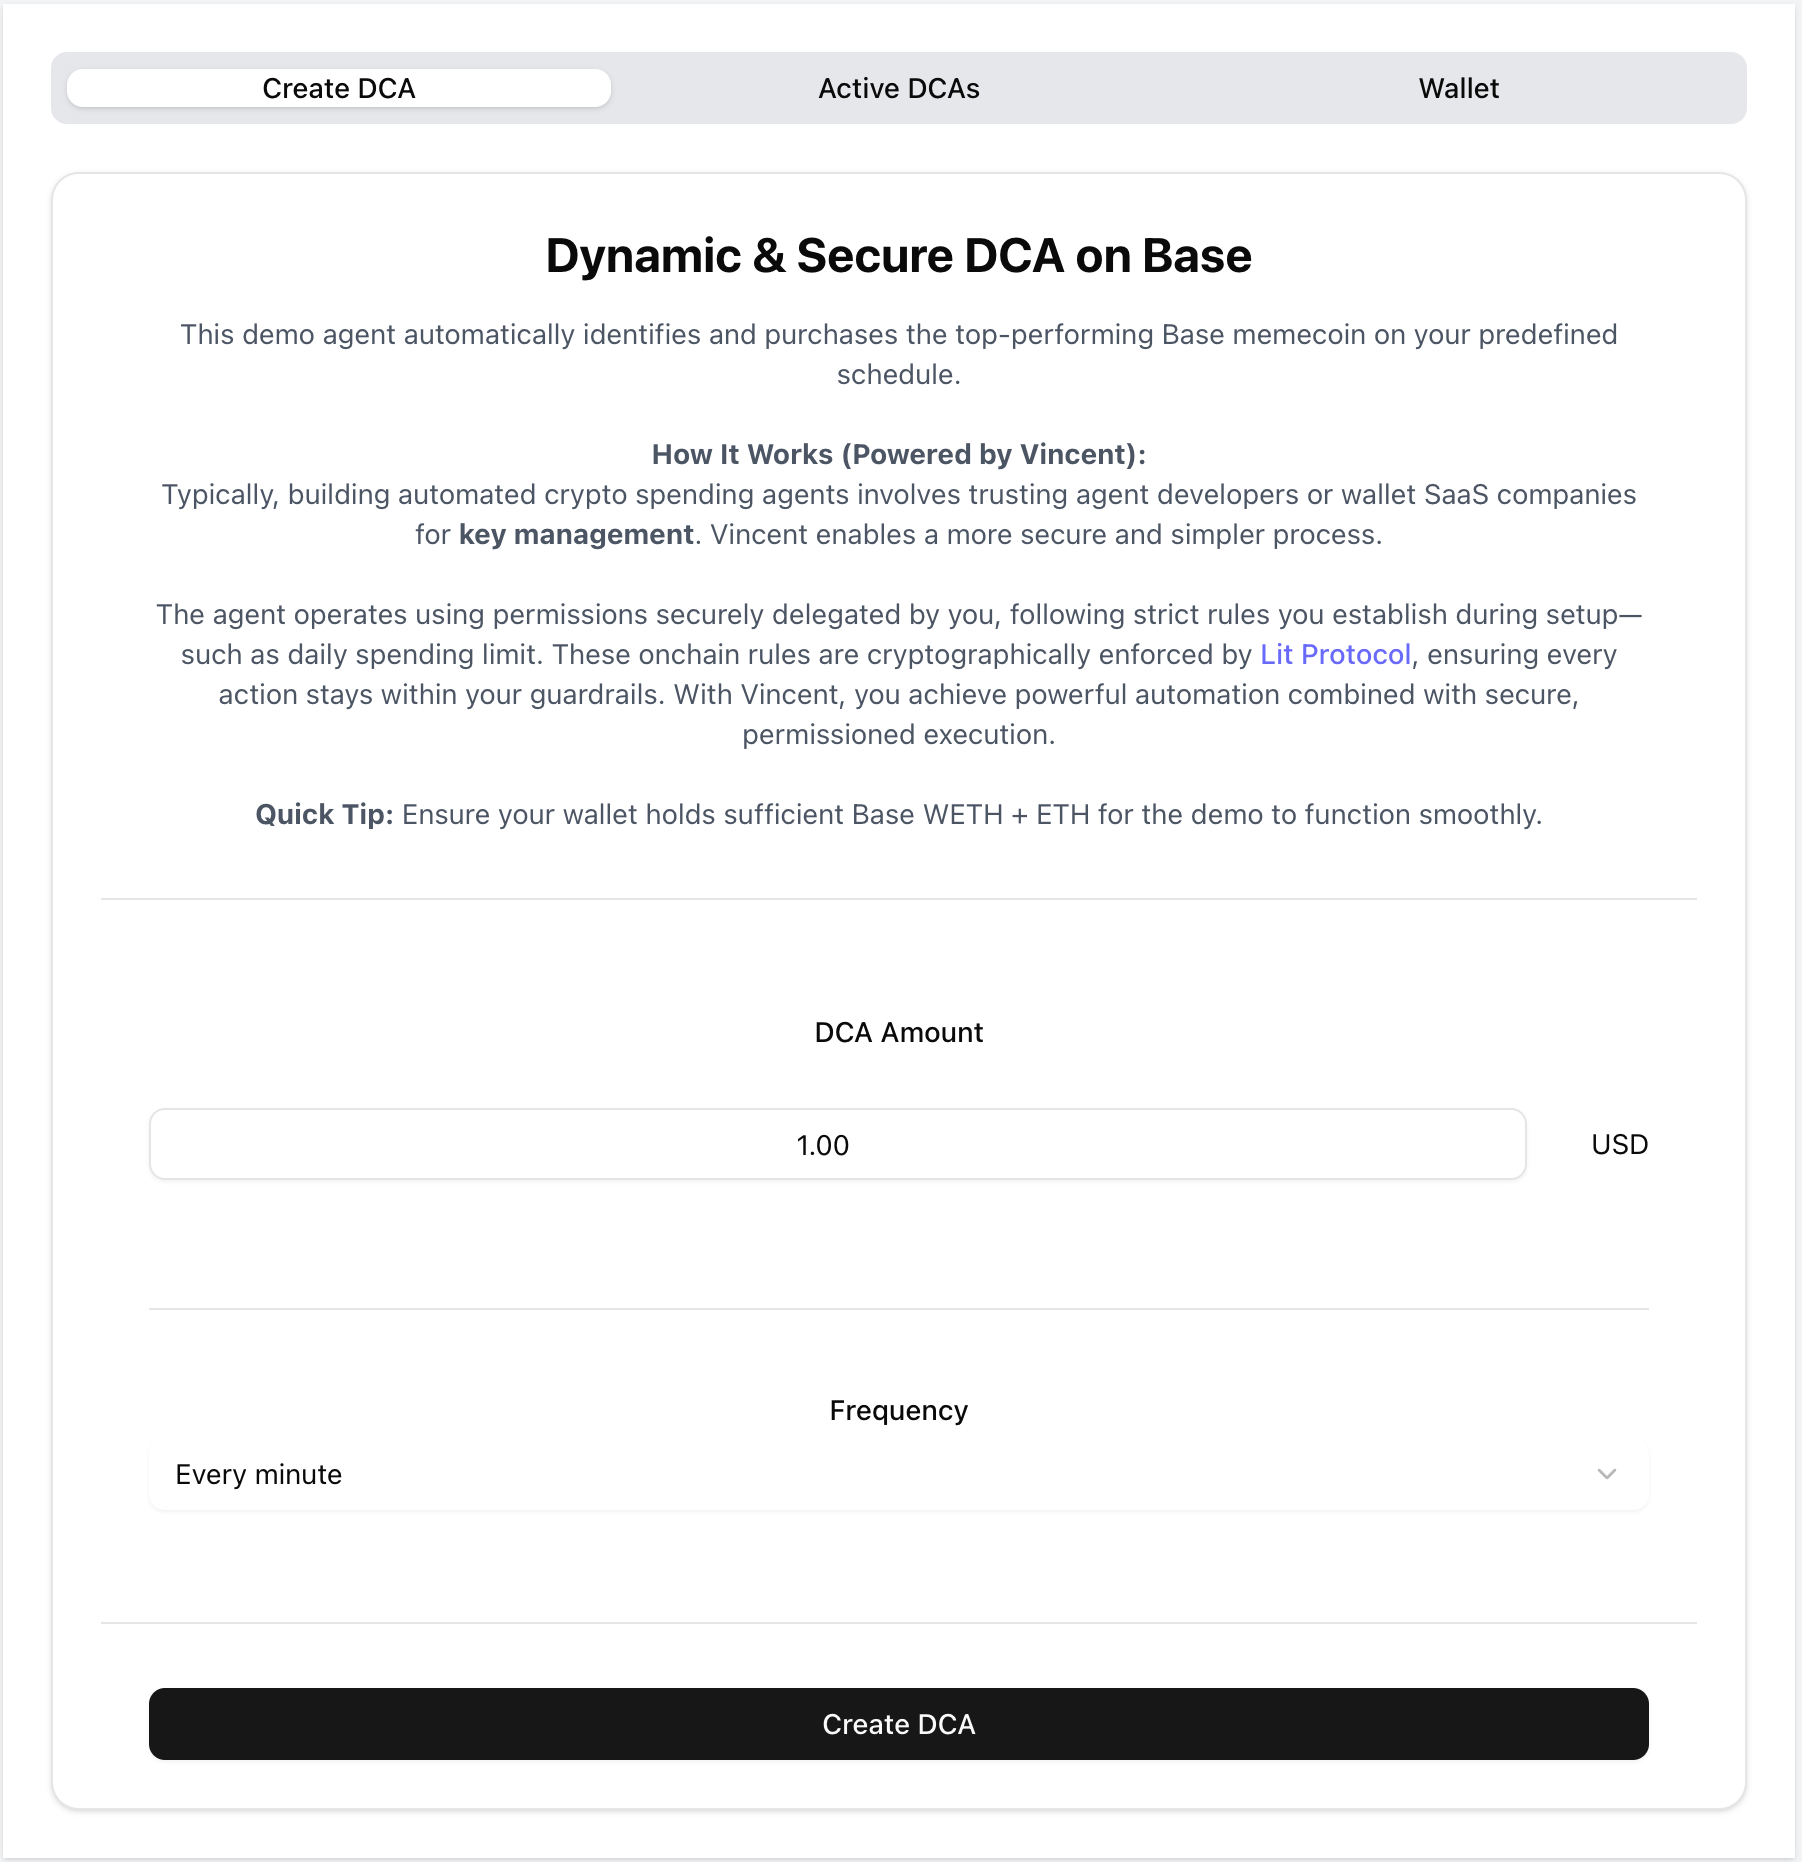 Create DCA
Active DCAs
Wallet
Dynamic & Secure DCA on Base
This demo agent automatically identifies and purchases the top-performing Base memecoin on your predefined
schedule.
How It Works (Powered by Vincent):
Typically, building automated crypto spending agents involves trusting agent developers or wallet SaaS companies
for key management. Vincent enables a more secure and simpler process.
The agent operates using permissions securely delegated by you, following strict rules you establish during setup—
such as daily spending limit. These onchain rules are cryptographically enforced by Lit Protocol, ensuring every
action stays within your guardrails. With Vincent, you achieve powerful automation combined with secure,
permissioned execution.
Quick Tip: Ensure your wallet holds sufficient Base WETH + ETH for the demo to function smoothly.
DCA Amount
1.00
USD
Frequency
Every minute
Create DCA